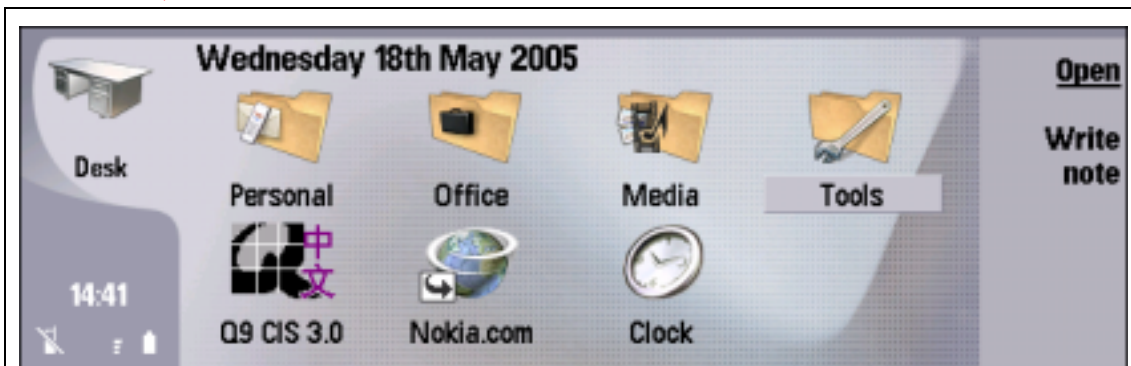 Wednesday 18th May 2005
Open
Write
note
Desk
Personal Office Media Tools
中
文
14:41
Q9 CIS 3.0 Nokia.com Clock